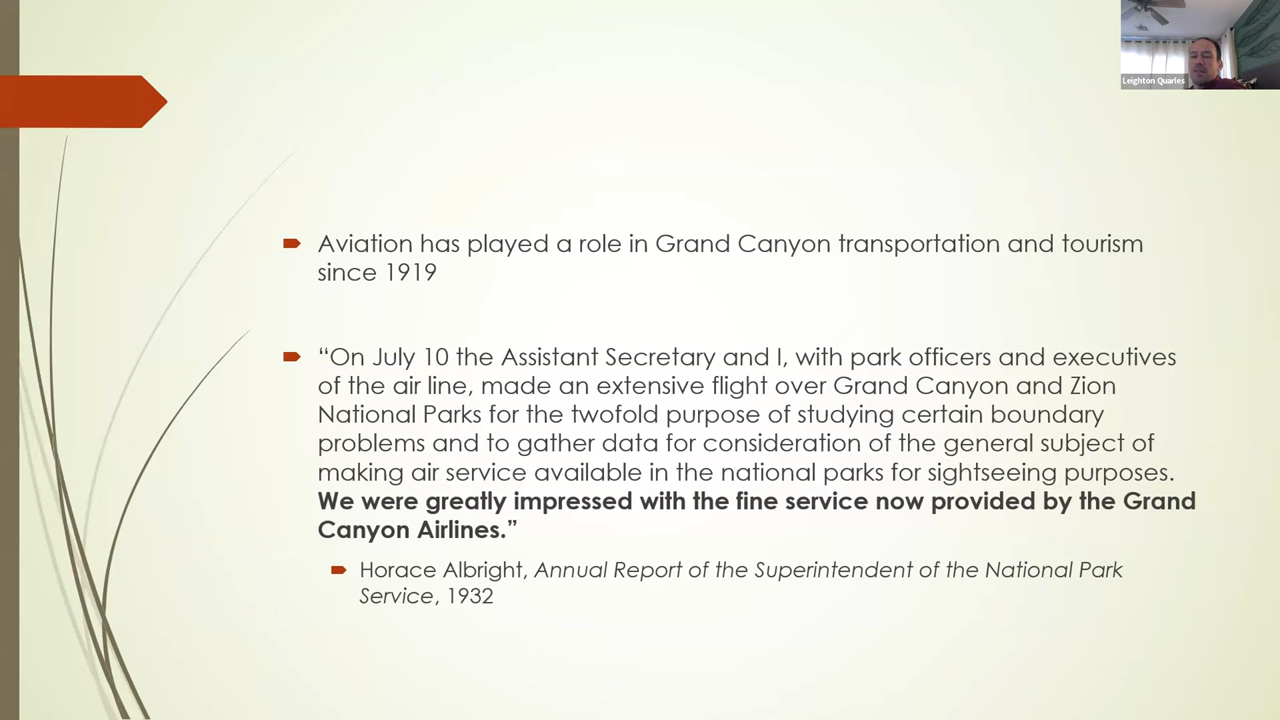 Leighton Quarles
Aviation has played a role in Grand Canyon transportation and tourism
since 1919
“On July 10 the Assistant Secretary and I, with park officers and executives
of the air line, made an extensive flight over Grand Canyon and Zion
National Parks for the twofold purpose of studying certain boundary
problems and to gather data for consideration of the general subject of
making air service available in the national parks for sightseeing purposes.
We were greatly impressed with the fine service now provided by the Grand
Canyon Airlines.”
Horace Albright, Annual Report of the Superintendent of the National Park
Service, 1932